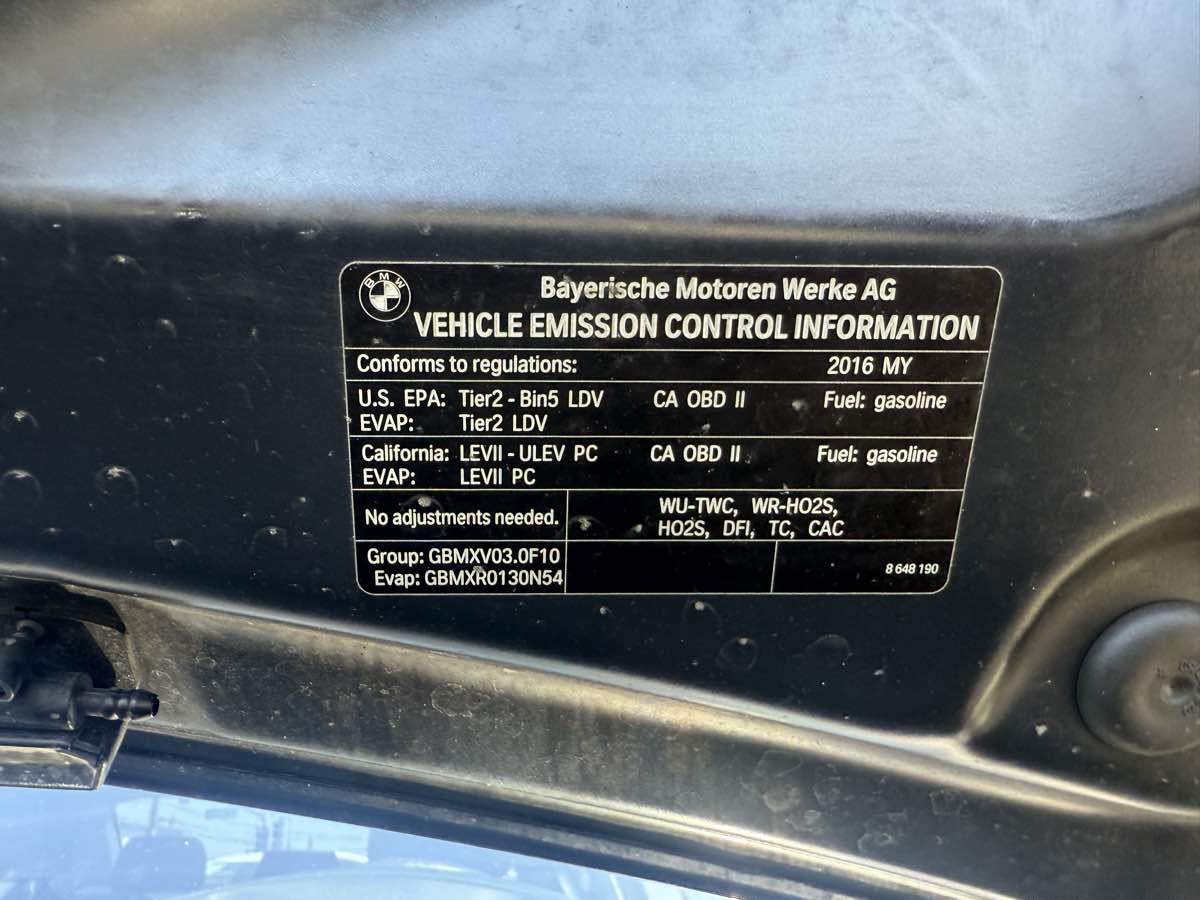 BMW
Bayerische Motoren Werke AG
VEHICLE EMISSION CONTROL INFORMATION
Conforms to regulations: 2016 MY
U.S. EPA: Tier2 - Bin5 LDV CA OBD II Fuel: gasoline
EVAP: Tier2 LDV
California: LEVII - ULEV PC CA OBD II Fuel: gasoline
EVAP: LEVII PC
No adjustments needed.
WU-TWC, WR-HO2S,
HO2S, DFI, TC, CAC
Group: GBMXV03.0F10
Evap: GBMXR0130N54
8 648 190